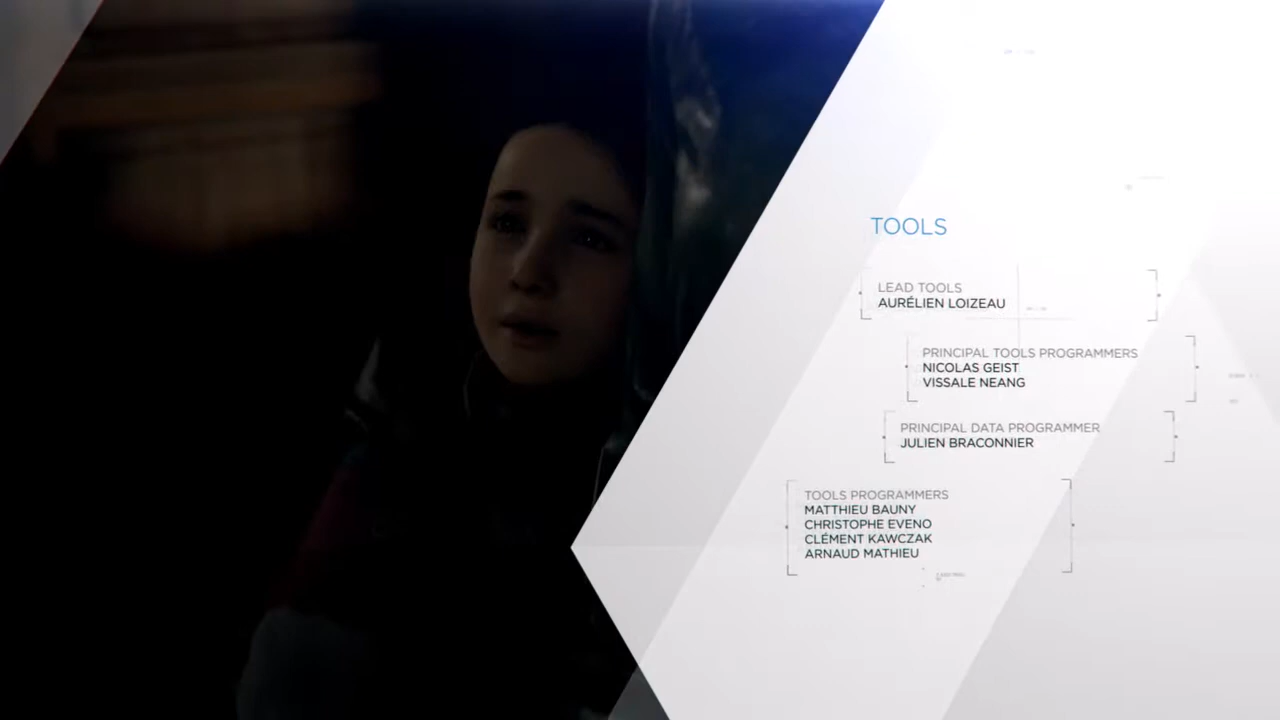 TOOLS
LEAD TOOLS
AURÉLIEN LOIZEAU
PRINCIPAL TOOLS PROGRAMMERS
NICOLAS GEIST
VISSALE NEANG
PRINCIPAL DATA PROGRAMMER
JULIEN BRACONNIER
TOOLS PROGRAMMERS
MATTHIEU BAUNY
CHRISTOPHE EVENO
CLÉMENT KAWCZAK
ARNAUD MATHIEU